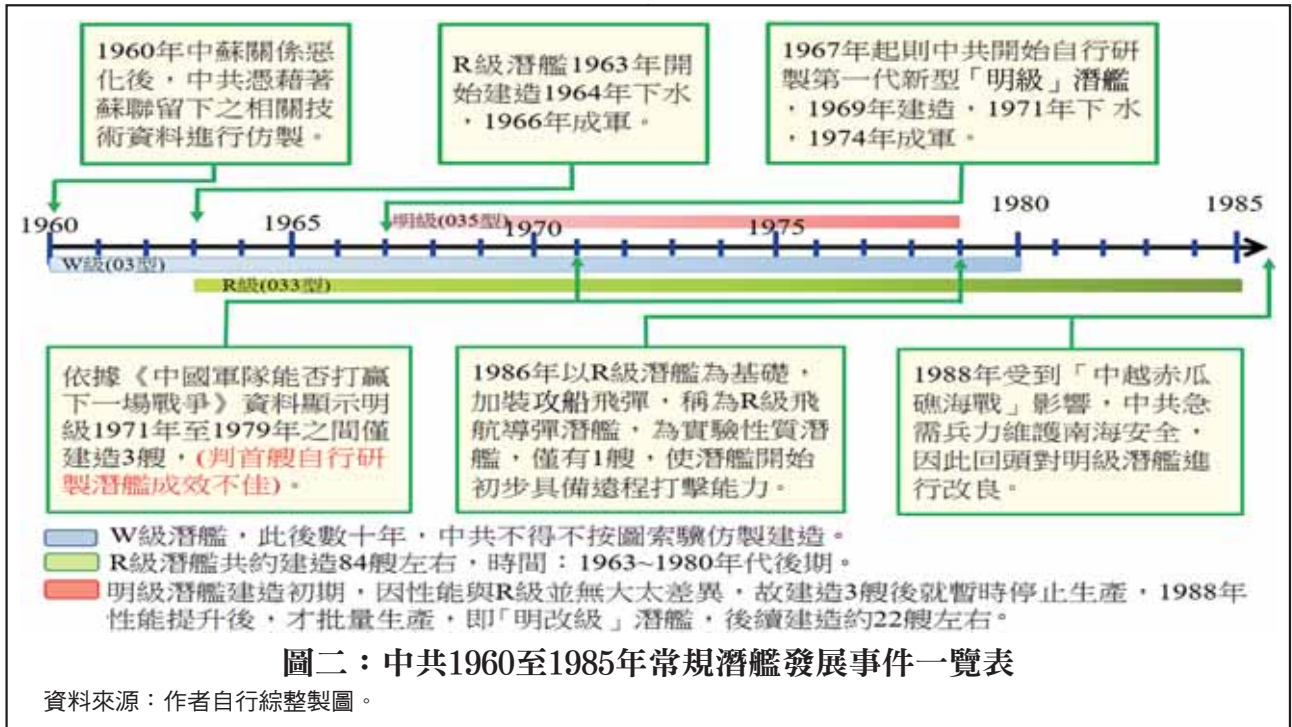 1960年中蘇關係惡
化後，中共憑藉著
蘇聯留下之相關技
術資料進行仿製。
R級潛艦1963年開
始建造1964年下水
，1966年成軍。
1967年起則中共開始自行研
製第一代新型「明級」潛艦
，1969年建造，1971年下水
，1974年成軍。
1960
1965
明級(035型)
1970
1975
1980
1985
W級(03型)
R級(033型)
依據《中國軍隊能否打贏
下一場戰爭》資料顯示明
級1971年至1979年之間僅
建造3艘，(判首艘自行研
製潛艦成效不佳)。
1986年以R級潛艦為基礎，
加裝攻船飛彈，稱為R級飛
航導彈潛艦，為實驗性質潛
艦，僅有1艘，使潛艦開始
初步具備遠程打擊能力。
1988年受到「中越赤瓜
礁海戰」影響，中共急
需兵力維護南海安全，
因此回頭對明級潛艦進
行改良。
W級潛艦，此後數十年，中共不得不按圖索驥仿製建造。
R級潛艦共約建造84艘左右，時間：1963~1980年代後期。
明級潛艦建造初期，因性能與R級並無大太差異，故建造3艘後就暫時停止生產，1988年
性能提升後，才批量生產，即「明改級」潛艦，後續建造約22艘左右。
圖二：中共1960至1985年常規潛艦發展事件一覽表
資料來源：作者自行綜整製圖。